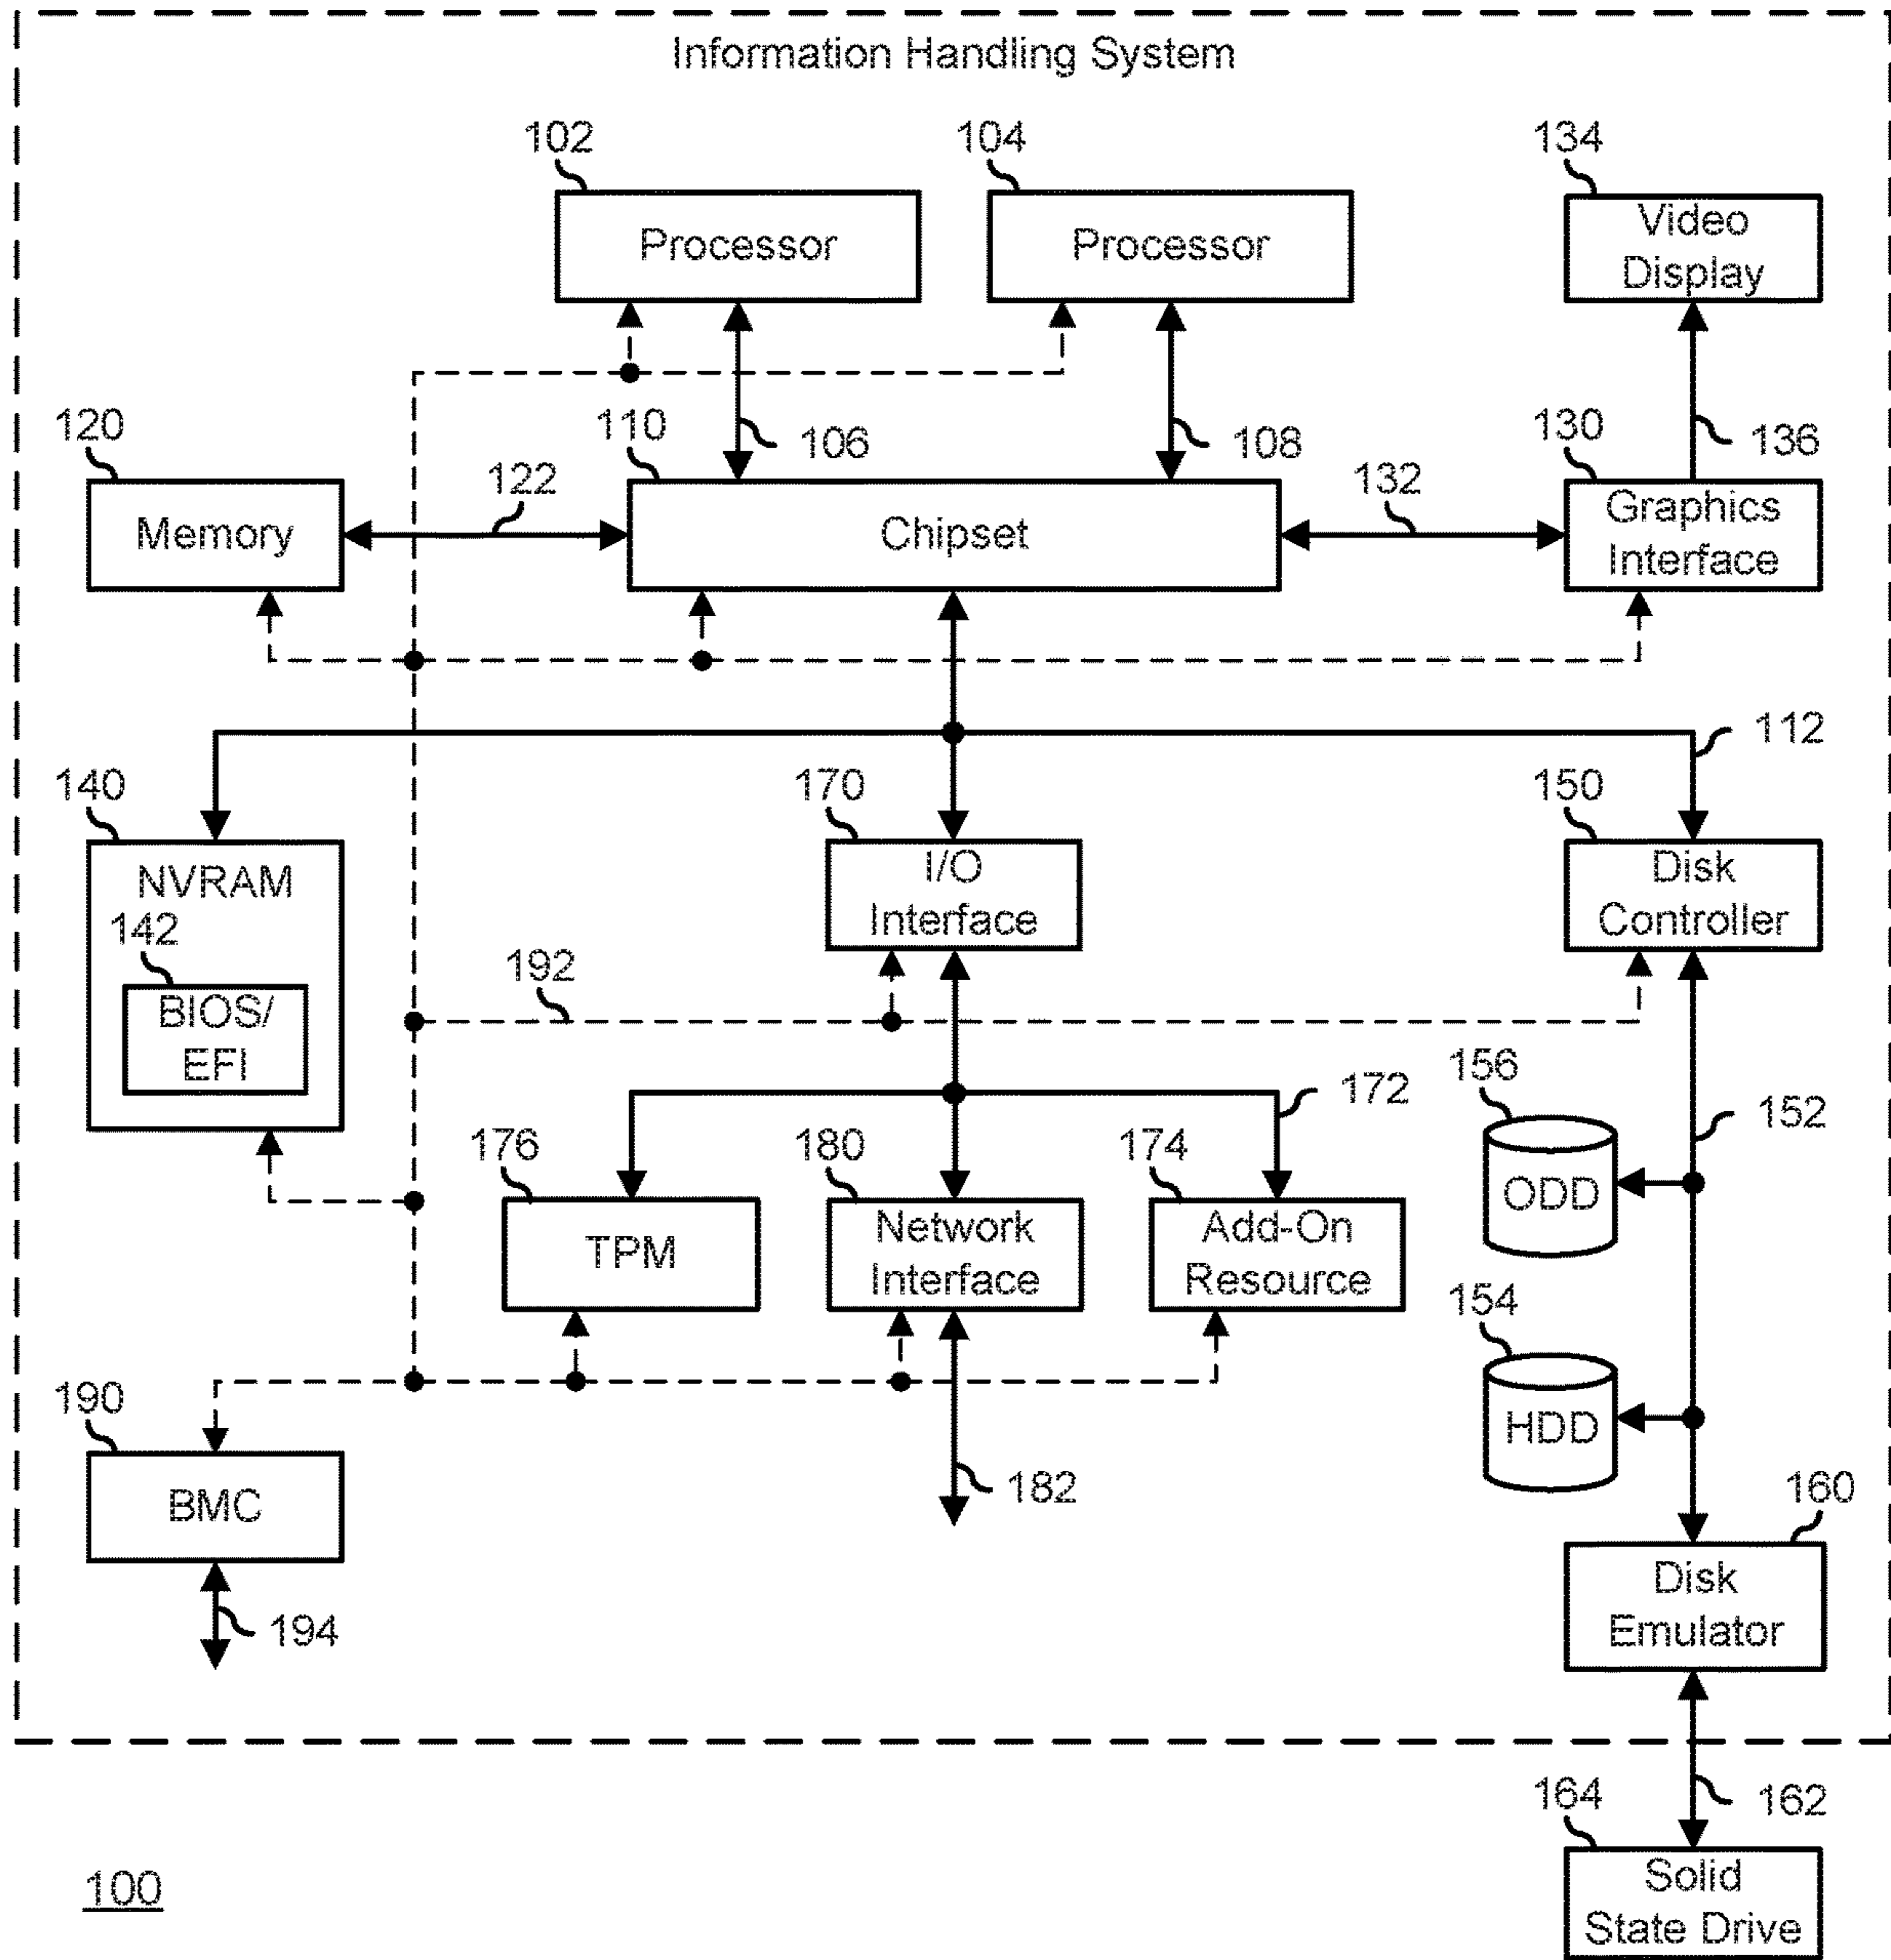 Information Handling System
102
104
134
Processor
Processor
Video
Display
120
110
106
108
130
136
122
132
Memory
Chipset
Graphics
Interface
112
140
170
150
NVRAM
I/O
Interface
Disk
Controller
142
192
BIOS/
EFI
156
172
152
176
180
174
ODD
TPM
Network
Interface
Add-On
Resource
154
190
HDD
BMC
182
160
194
Disk
Emulator
164
162
100
Solid
State Drive